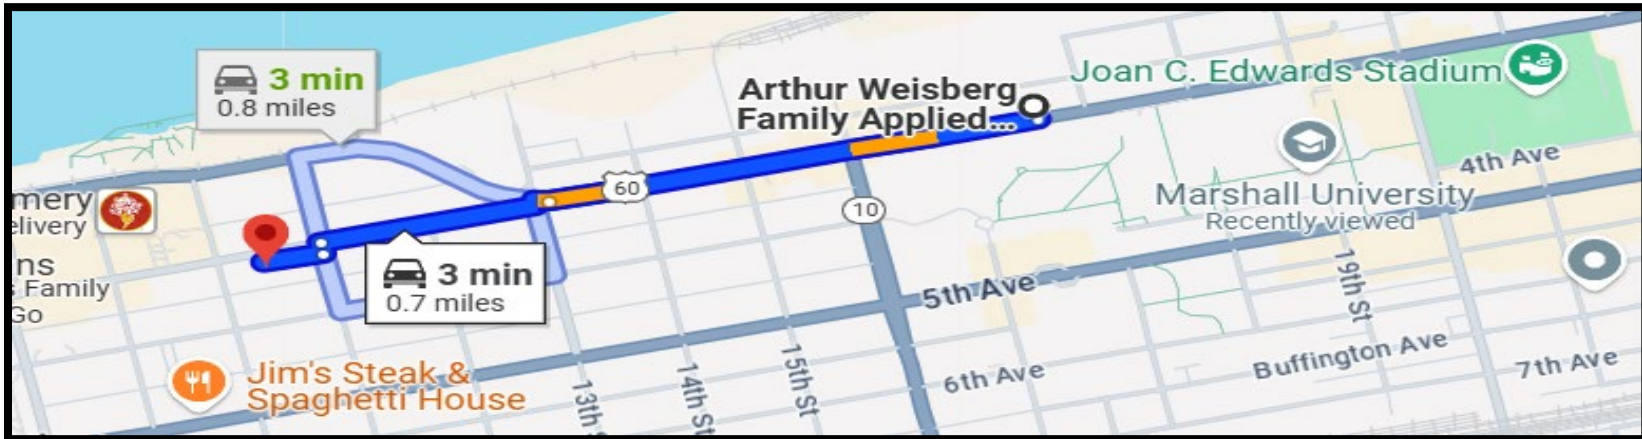 3 min
0.8 miles
Arthur Weisberg
Family Applied...
Joan C. Edwards Stadium
4th Ave
Marshall University
Recently viewed
mery
elivery
60
10
ns
s Family
Go
3 min
0.7 miles
5th Ave
19th St
Jim's Steak &
Spaghetti House
13th S
14th St
15th St
6th Ave
Buffington Ave
7th Ave